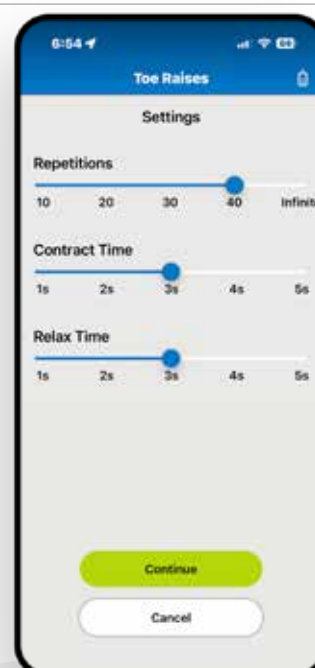 6:54
Toe Raises
Settings
Repetitions
10 20 30 40 Infinit
Contract Time
1s 2s 3s 4s 5s
Relax Time
1s 2s 3s 4s 5s
Continue
Cancel